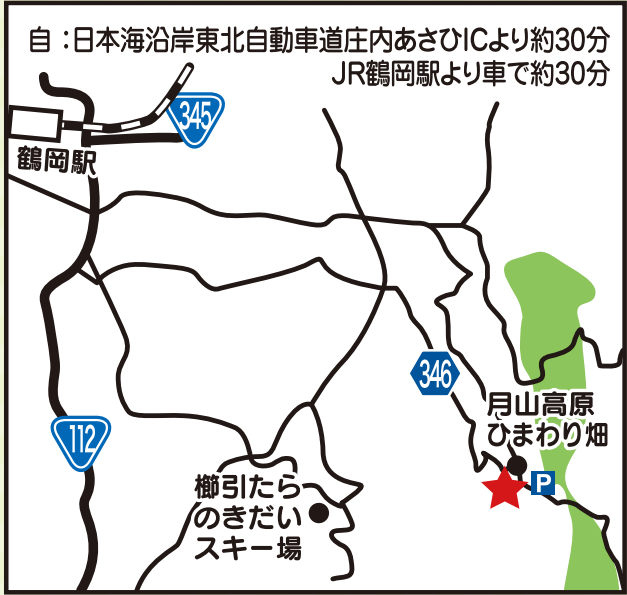 自：日本海沿岸東北自動車道庄内あさひICより約30分
JR鶴岡駅より車で約30分
345
鶴岡駅
346
月山高原
ひまわり畑
112
P
櫛引たら
のきだい
スキー場